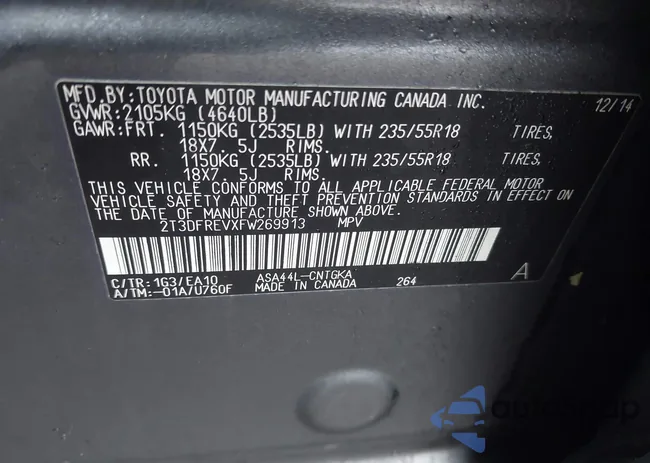 MFD.BY:TOYOTA MOTOR MANUFACTURING CANADA INC. 12/14
GVWR:2105KG (4640LB)
GAWR:FRT. 1150KG (2535LB) WITH 235/55R18 TIRES,
18X7.5J RIMS.
RR. 1150KG (2535LB) WITH 235/55R18 TIRES,
18X7.5J RIMS.
THIS VEHICLE CONFORMS TO ALL APPLICABLE FEDERAL MOTOR
VEHICLE SAFETY AND THEFT PREVENTION STANDARDS IN EFFECT ON
THE DATE OF MANUFACTURE SHOWN ABOVE.
2T3DFREVXFW269913 MPV
C/TR:1G3/EA10 ASA44L-CNTGKA 264 A
A/TM:-01A/U760F MADE IN CANADA
autosnap